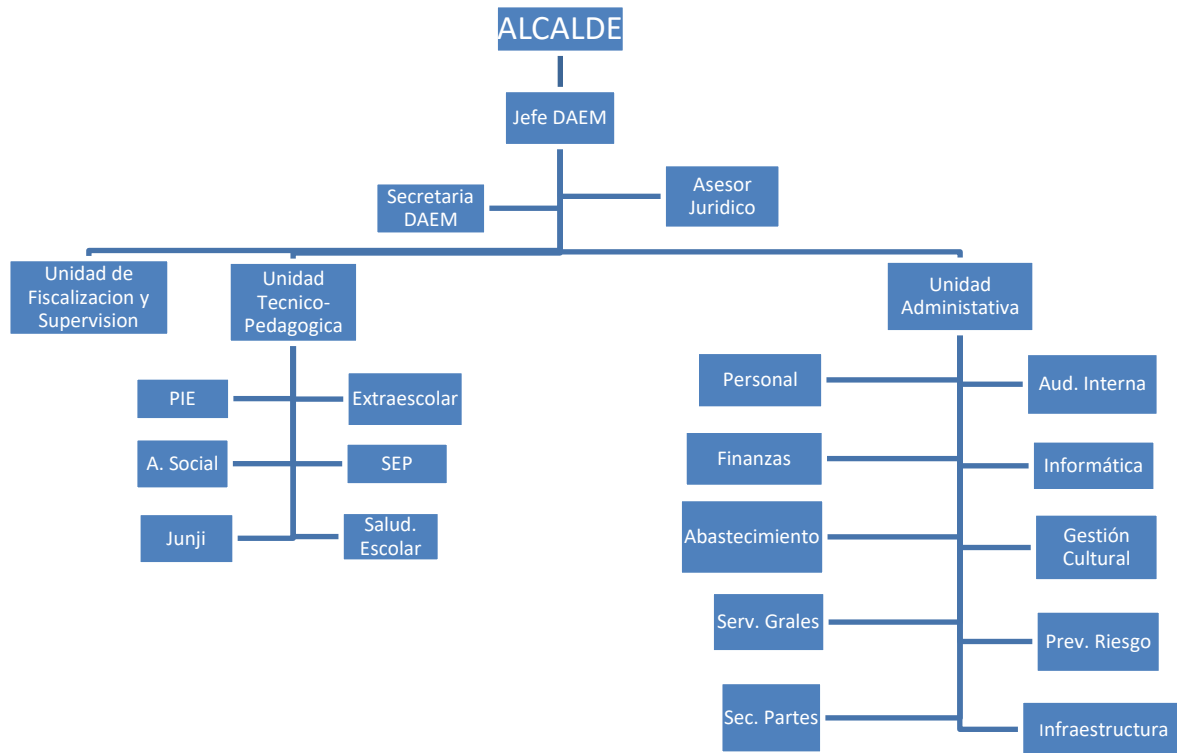 ALCALDE
Jefe DAEM
Secretaria
DAEM
Asesor
Juridico
Unidad de
Fiscalizacion y
Supervision
Unidad
Tecnico-
Pedagogica
Unidad
Administativa
PIE
Extraescolar
A. Social
SEP
Junji
Salud.
Escolar
Personal
Aud. Interna
Finanzas
Informática
Abastecimiento
Gestión
Cultural
Serv. Grales
Prev. Riesgo
Sec. Partes
Infraestructura